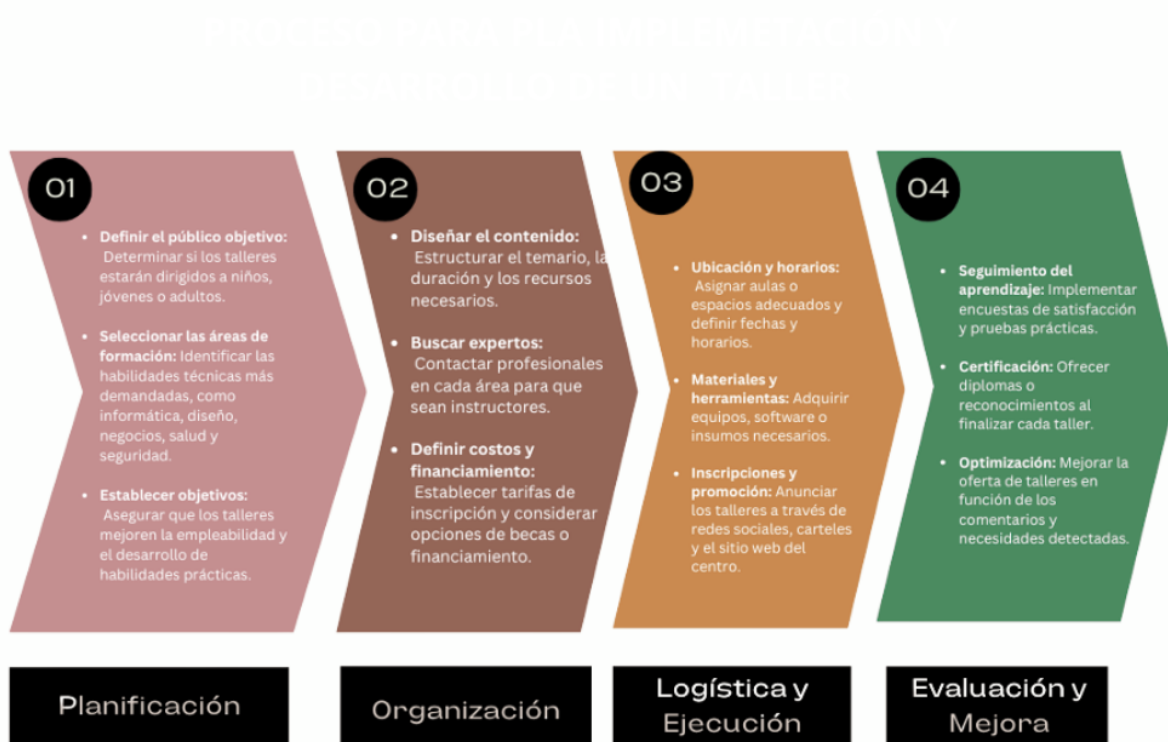 01
• Definir el público objetivo:
Determinar si los talleres
estarán dirigidos a niños,
jóvenes o adultos.
• Seleccionar las áreas de
formación: Identificar las
habilidades técnicas más
demandadas, como
informática, diseño,
negocios, salud y
seguridad.
• Establecer objetivos:
Asegurar que los talleres
mejoren la empleabilidad y
el desarrollo de
habilidades prácticas.
Planificación
02
• Diseñar el contenido:
Estructurar el temario, la
duración y los recursos
necesarios.
• Buscar expertos:
Contactar profesionales
en cada área para que
sean instructores.
• Definir costos y
financiamiento:
Establecer tarifas de
inscripción y considerar
opciones de becas o
financiamiento.
Organización
03
• Ubicación y horarios:
Asignar aulas o
espacios adecuados y
definir fechas y
horarios.
• Materiales y
herramientas: Adquirir
equipos, software o
insumos necesarios.
• Inscripciones y
promoción: Anunciar
los talleres a través de
redes sociales, carteles
y el sitio web del
centro.
Logística y
Ejecución
04
• Seguimiento del
aprendizaje: Implementar
encuestas de satisfacción
y pruebas prácticas.
• Certificación: Ofrecer
diplomas o
reconocimientos al
finalizar cada taller.
• Optimización: Mejorar la
oferta de talleres en
función de los
comentarios y
necesidades detectadas.
Evaluación y
Mejora